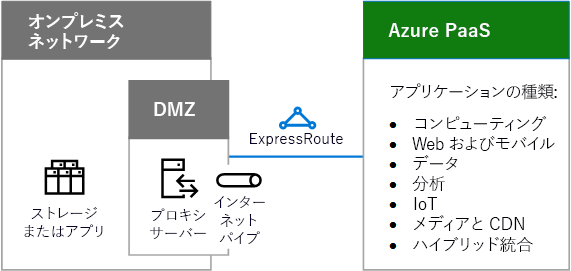 オンプレミス
ネットワーク
DMZ
ストレージ
またはアプリ
プロキシ
サーバー
インター
ネット
パイプ
ExpressRoute
Azure PaaS
アプリケーションの種類:
• コンピューティング
• Web およびモバイル
• データ
• 分析
• IoT
• メディアと CDN
• ハイブリッド統合